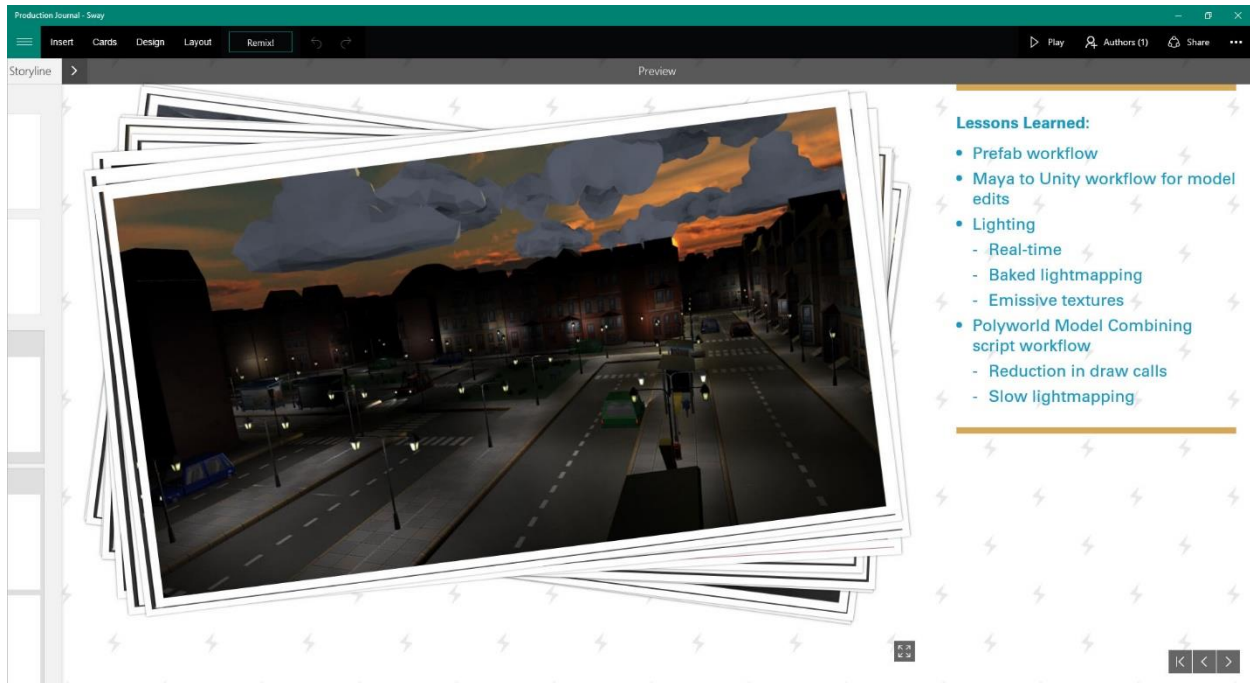 Production Journal - Sway
Insert Cards Design Layout Remix! Play Authors (1) Share
Storyline Preview
Lessons Learned:
• Prefab workflow
• Maya to Unity workflow for model
edits
• Lighting
- Real-time
- Baked lightmapping
- Emissive textures
• Polyworld Model Combining
script workflow
- Reduction in draw calls
- Slow lightmapping